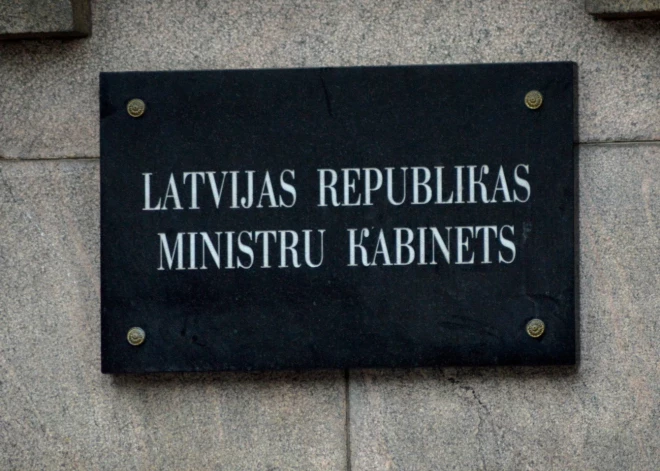 LATVIJAS REPUBLIKAS
MINISTRU KABINETS